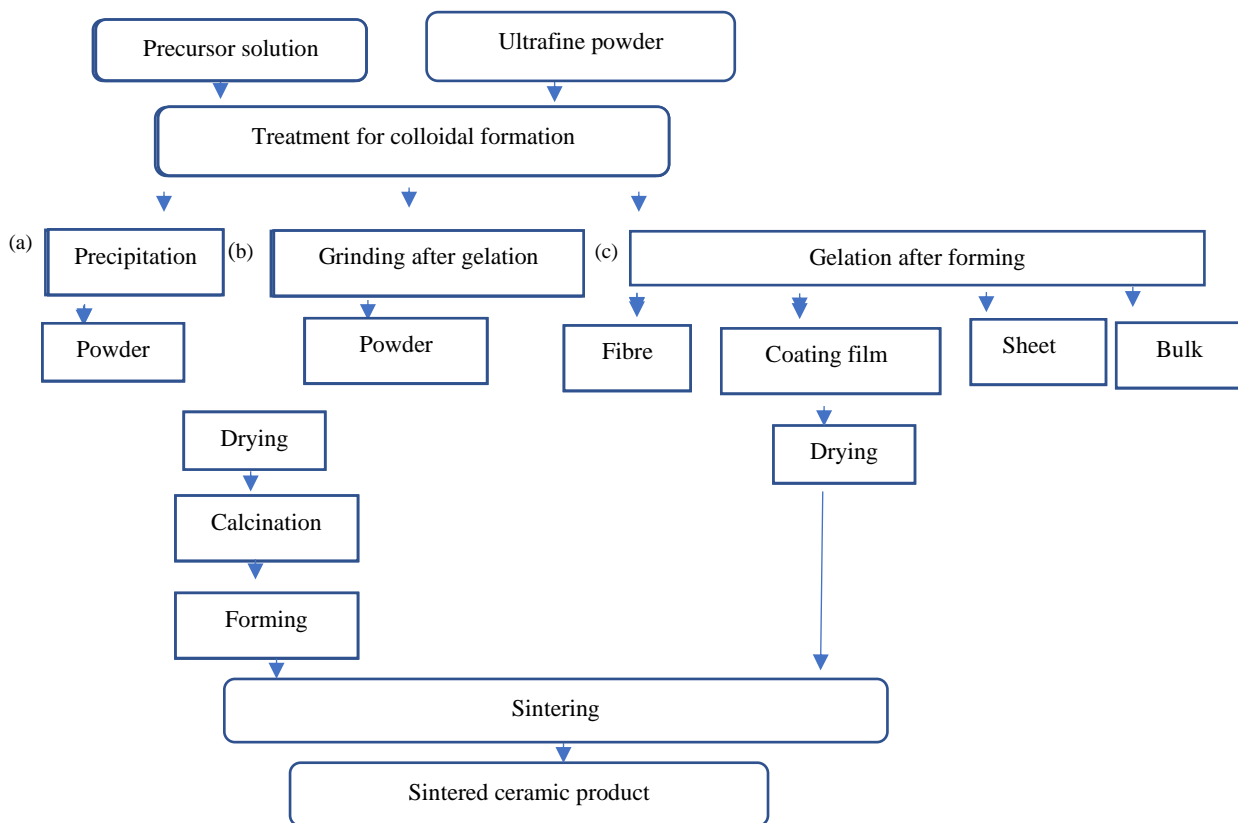 Precursor solution
Ultrafine powder
Treatment for colloidal formation
(a)
Precipitation
(b)
Grinding after gelation
(c)
Gelation after forming
Powder
Powder
Fibre
Coating film
Sheet
Bulk
Drying
Drying
Calcination
Forming
Sintering
Sintered ceramic product